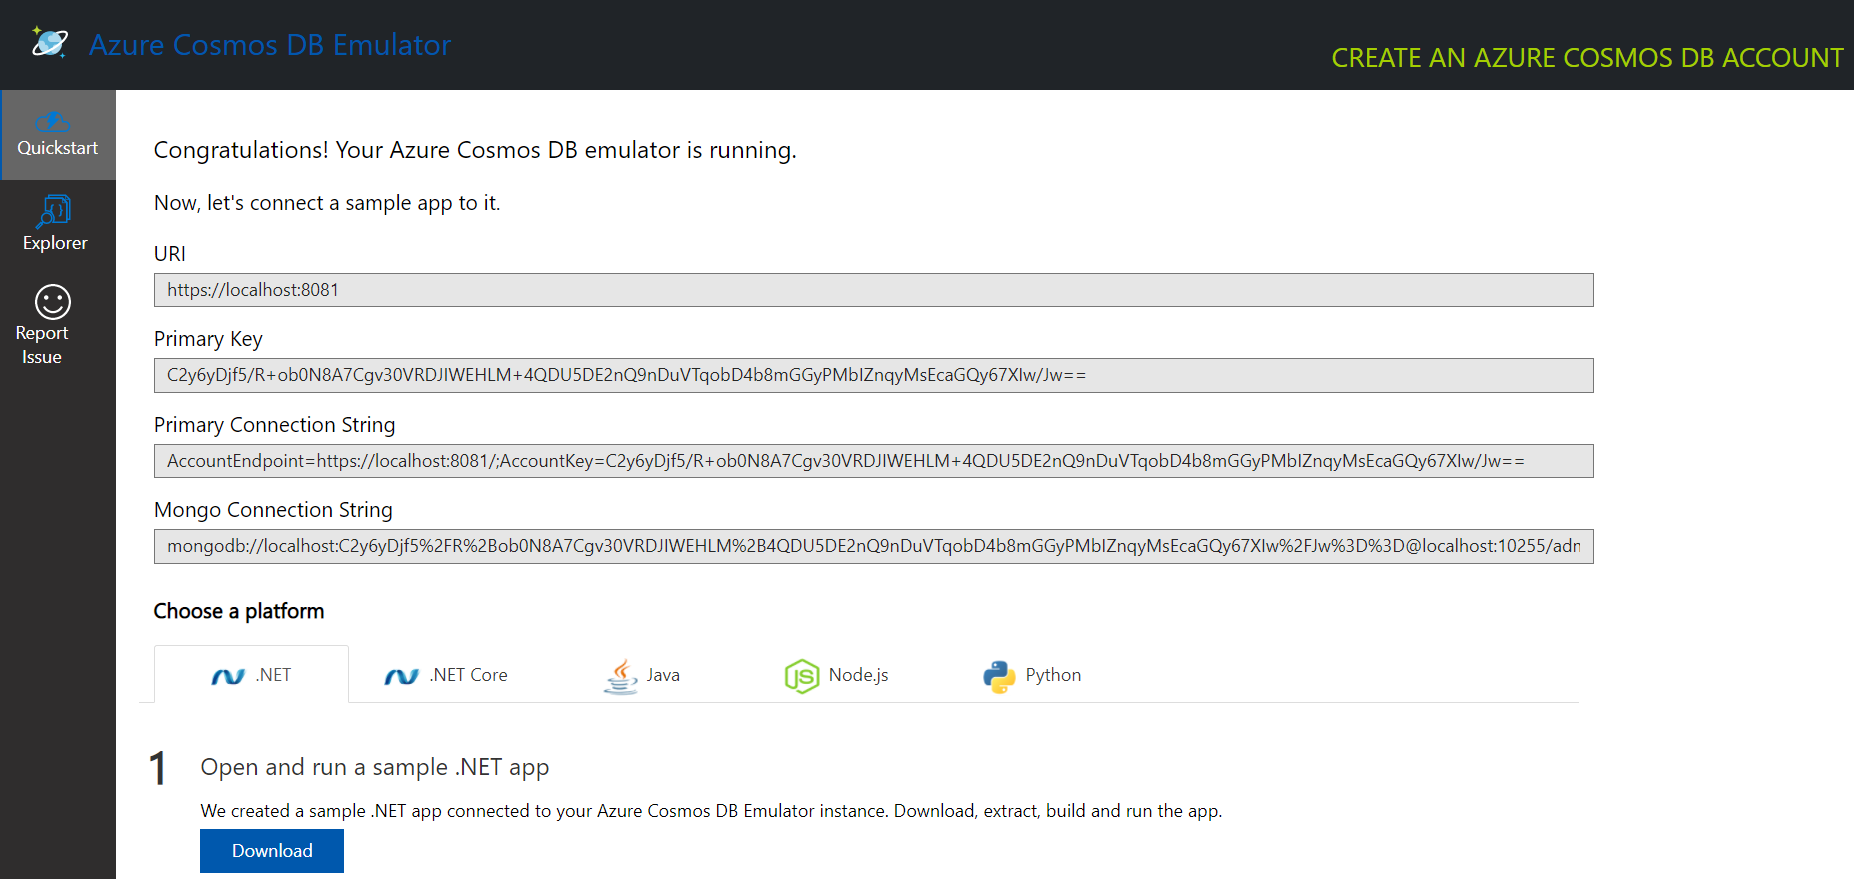 Azure Cosmos DB Emulator
CREATE AN AZURE COSMOS DB ACCOUNT
Quickstart
Explorer
Report
Issue
Congratulations! Your Azure Cosmos DB emulator is running.
Now, let's connect a sample app to it.
URI
https://localhost:8081
Primary Key
C2y6yDjf5/R+ob0N8A7Cgv30VRDJIWEHLM+4QDU5DE2nQ9nDuVTqobD4b8mGGyPMbIZnqyMsEcaGQy67XIw/Jw==
Primary Connection String
AccountEndpoint=https://localhost:8081/;AccountKey=C2y6yDjf5/R+ob0N8A7Cgv30VRDJIWEHLM+4QDU5DE2nQ9nDuVTqobD4b8mGGyPMbIZnqyMsEcaGQy67XIw/Jw==
Mongo Connection String
mongodb://localhost:C2y6yDjf5%2FR%2Bob0N8A7Cgv30VRDJIWEHLM%2B4QDU5DE2nQ9nDuVTqobD4b8mGGyPMbIZnqyMsEcaGQy67XIw%2FJw%3D%3D@localhost:10255/adn
Choose a platform
.NET
.NET Core
Java
Node.js
Python
1
Open and run a sample .NET app
We created a sample .NET app connected to your Azure Cosmos DB Emulator instance. Download, extract, build and run the app.
Download